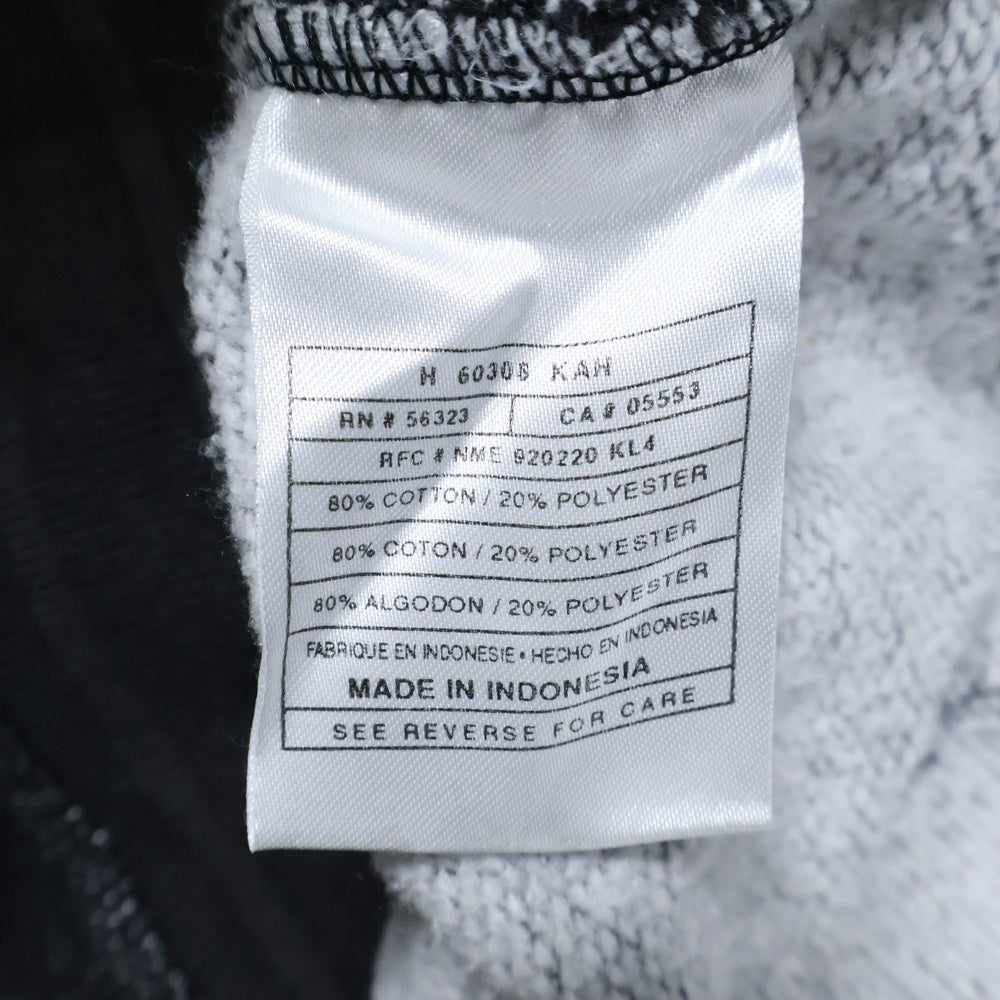 H 60308 KAH
RN # 56323 CA # 05553
RFC # NME 920220 KL4
80% COTTON / 20% POLYESTER
80% COTON / 20% POLYESTER
80% ALGODON / 20% POLYESTER
FABRIQUE EN INDONESIE • HECHO EN INDONESIA
MADE IN INDONESIA
SEE REVERSE FOR CARE